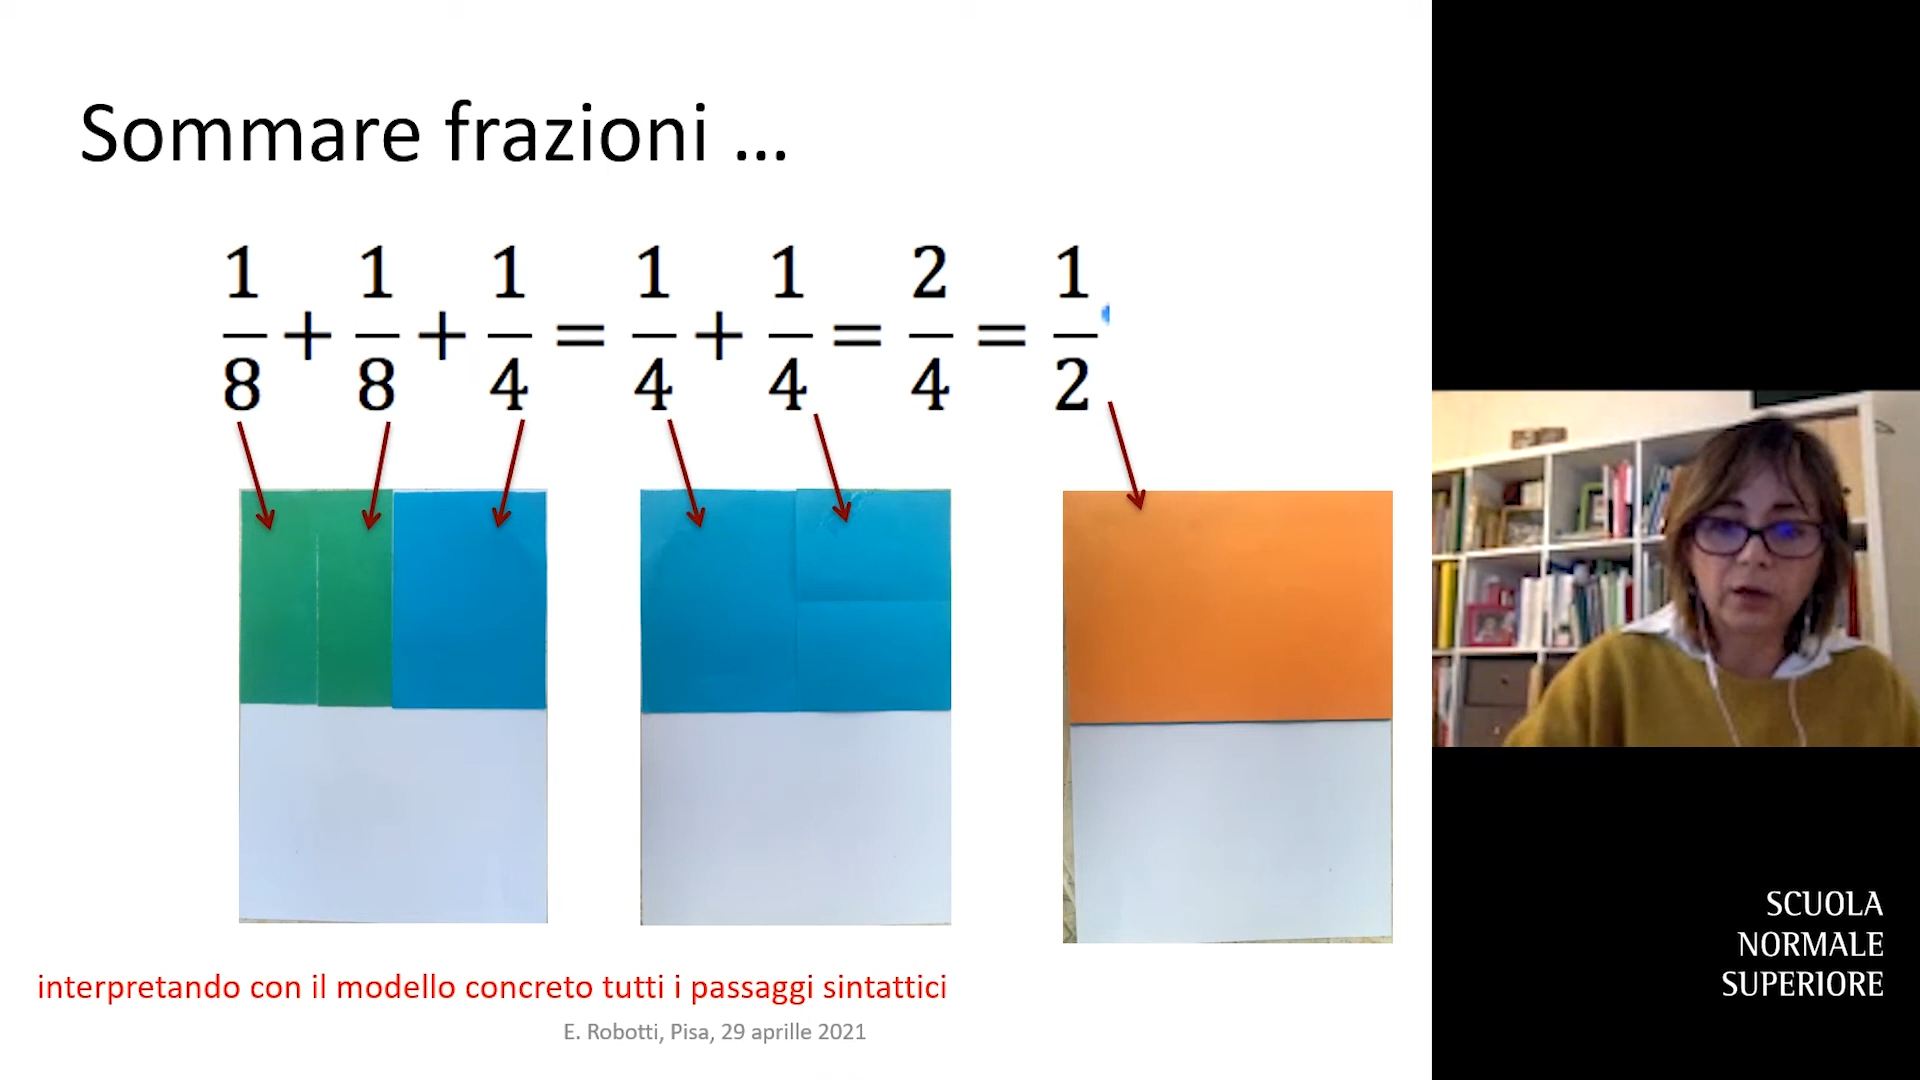 Sommare frazioni ...
1/8 + 1/8 + 1/4 = 1/4 + 1/4 = 2/4 = 1/2
interpretando con il modello concreto tutti i passaggi sintattici
E. Robotti, Pisa, 29 aprille 2021
SCUOLA
NORMALE
SUPERIORE